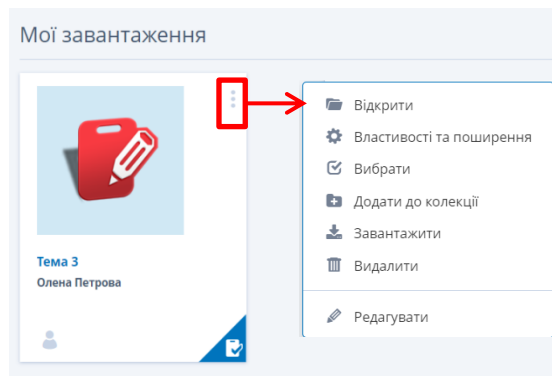 Мої завантаження
Тема 3
Олена Петрова
Відкрити
Властивості та поширення
Вибрати
Додати до колекції
Завантажити
Видалити
Редагувати